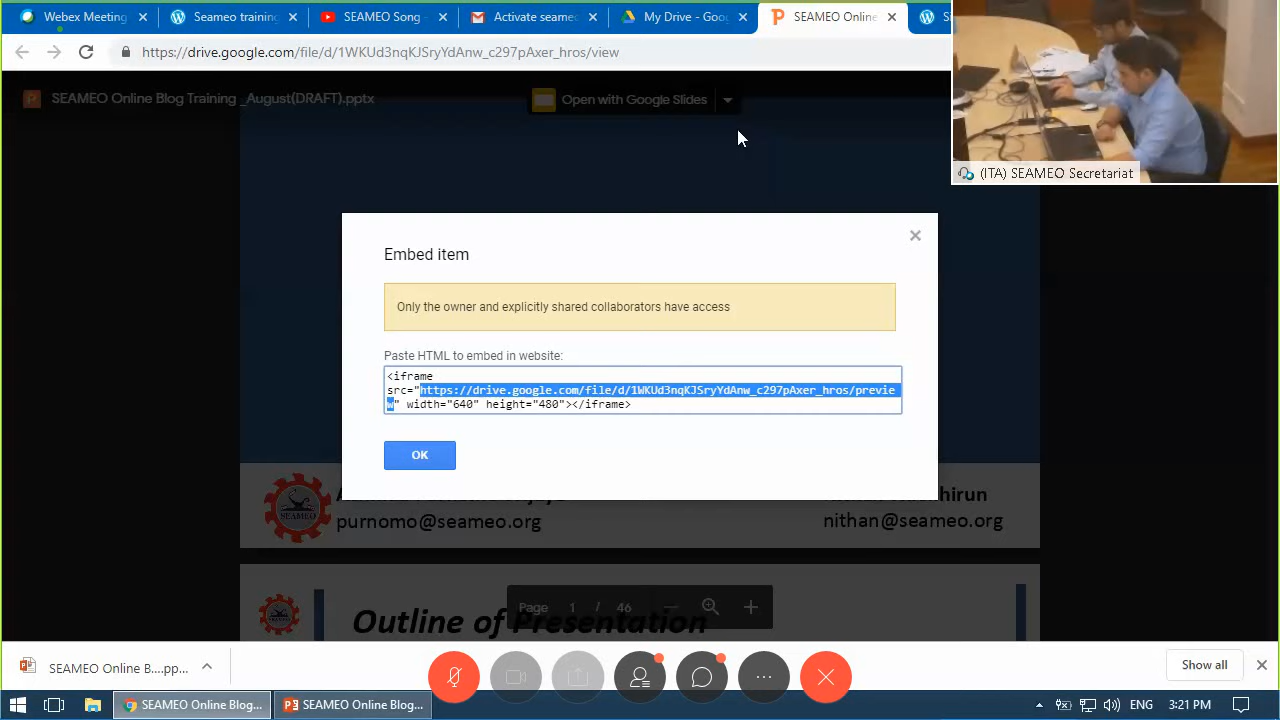 Webex Meeting
Seameo training
SEAMEO Song -
Activate seame
My Drive - Goog
SEAMEO Online
https://drive.google.com/file/d/1WKUd3nqKJSryYdAnw_c297pAxer_hros/view
SEAMEO Online Blog Training _August(DRAFT).pptx
Open with Google Slides
(ITA) SEAMEO Secretariat
Embed item
Only the owner and explicitly shared collaborators have access
Paste HTML to embed in website:
<iframe
src="https://drive.google.com/file/d/1WKUd3nqKJSryYdAnw_c297pAxer_hros/previe
w" width="640" height="480"></iframe>
OK
SEAMEO
purnomo@seameo.org
nithan@seameo.org
Page 1 / 46
Outline of Presentation
SEAMEO Online B....pp...
Show all
SEAMEO Online Blog...
SEAMEO Online Blog...
ENG
3:21 PM